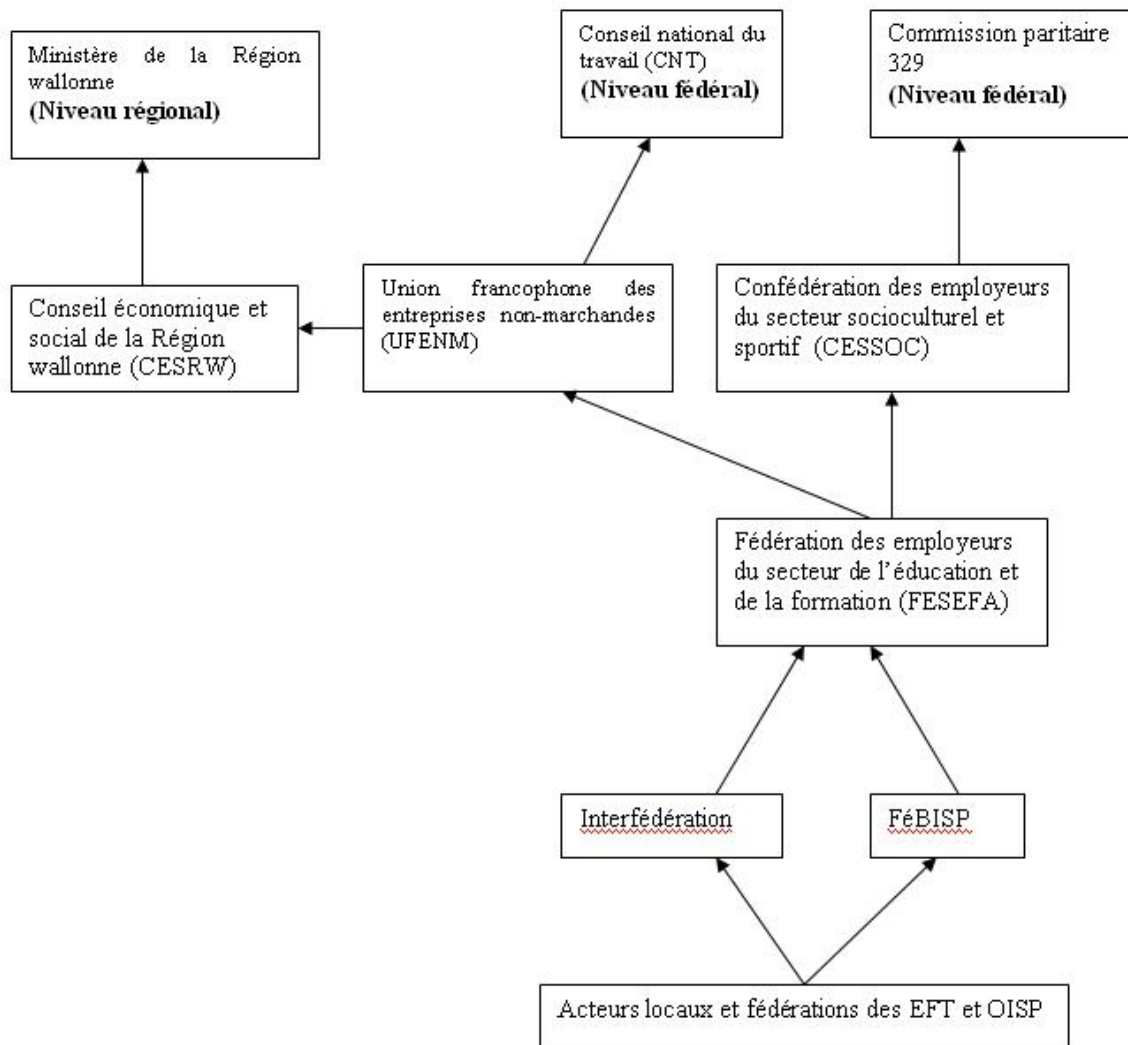 Ministère de la Région
wallonne
(Niveau régional)
Conseil national du
travail (CNT)
(Niveau fédéral)
Commission paritaire
329
(Niveau fédéral)
Conseil économique et
social de la Région
wallonne (CESRW)
Union francophone des
entreprises non-marchandes
(UFENM)
Confédération des employeurs
du secteur socioculturel et
sportif (CESSOC)
Fédération des employeurs
du secteur de l’éducation et
de la formation (FESEFA)
Interfédération
FéBISP
Acteurs locaux et fédérations des EFT et OISP